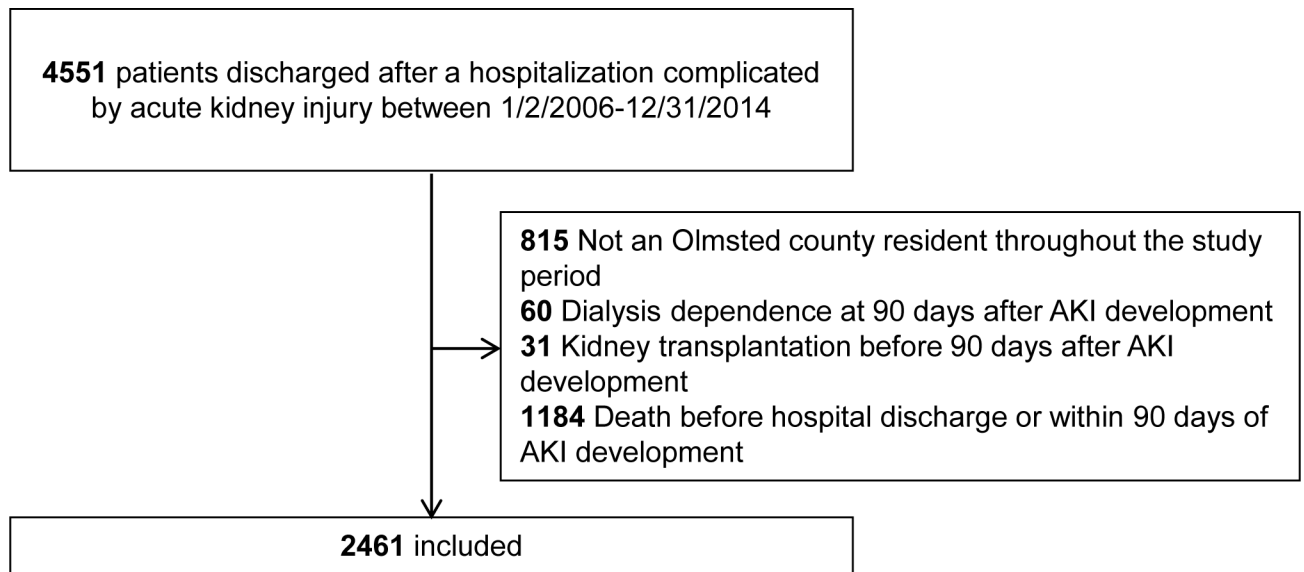 4551 patients discharged after a hospitalization complicated
by acute kidney injury between 1/2/2006-12/31/2014
815 Not an Olmsted county resident throughout the study
period
60 Dialysis dependence at 90 days after AKI development
31 Kidney transplantation before 90 days after AKI
development
1184 Death before hospital discharge or within 90 days of
AKI development
2461 included